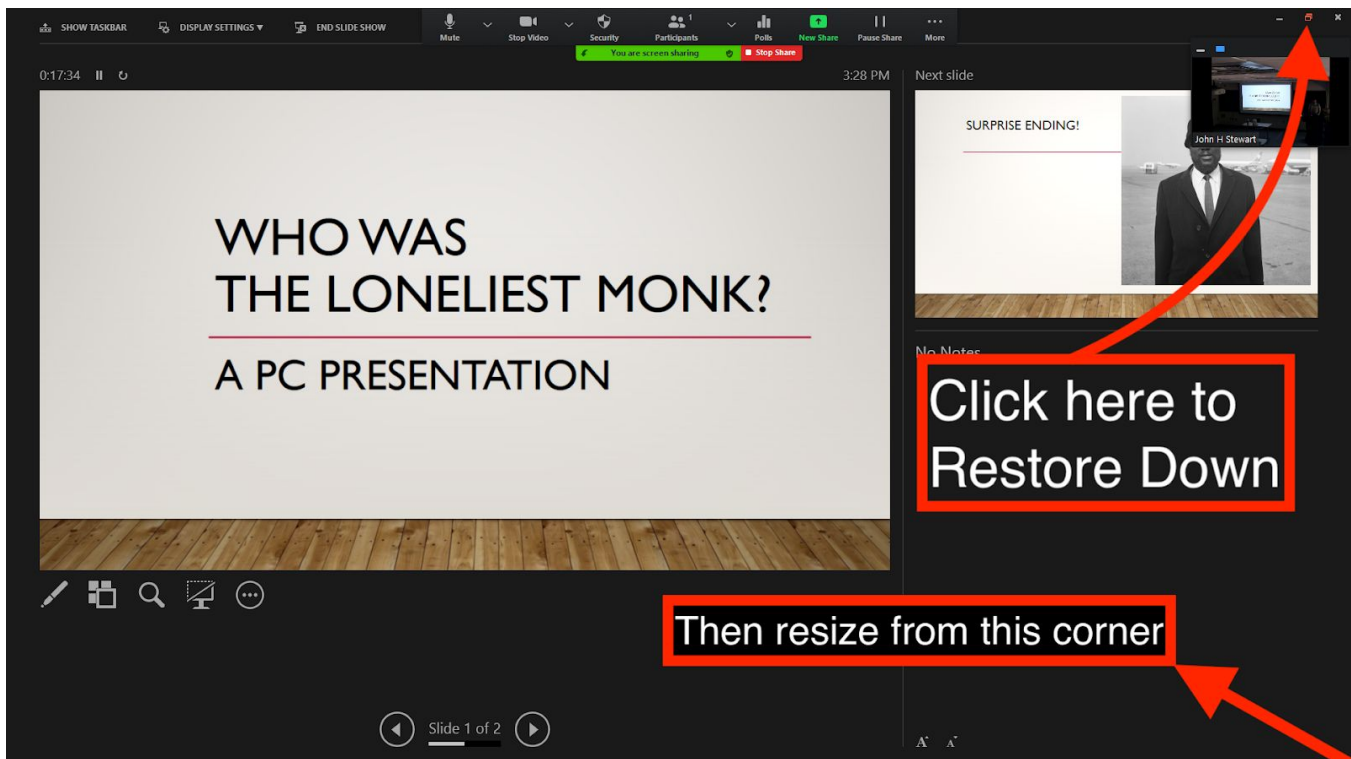 SHOW TASKBAR
DISPLAY SETTINGS ▼
END SLIDE SHOW
Mute
Stop Video
Security
1
Participants
Polls
New Share
Pause Share
More
You are screen sharing
Stop Share
0:17:34
3:28 PM
Next slide
WHO WAS
THE LONELIEST MONK?
A PC PRESENTATION
SURPRISE ENDING!
John H Stewart
No Notes
Click here to
Restore Down
Then resize from this corner
Slide 1 of 2
A A